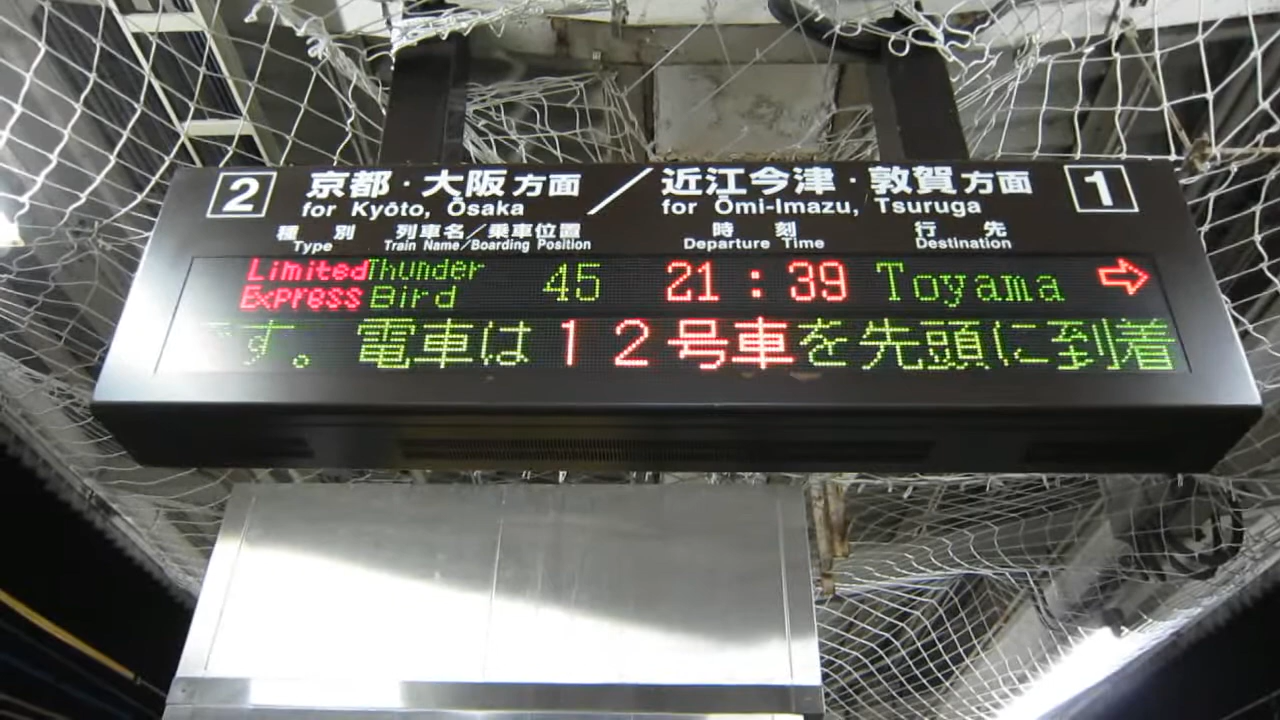 2 京都・大阪方面／近江今津・敦賀方面 1
for Kyōto, Ōsaka for Ōmi-Imazu, Tsuruga
種別 列車名／乗車位置 時刻 行先
Type Train Name／Boarding Position Departure Time Destination
Limited Express Thunder Bird 45 21:39 Toyama
です。電車は12号車を先頭に到着